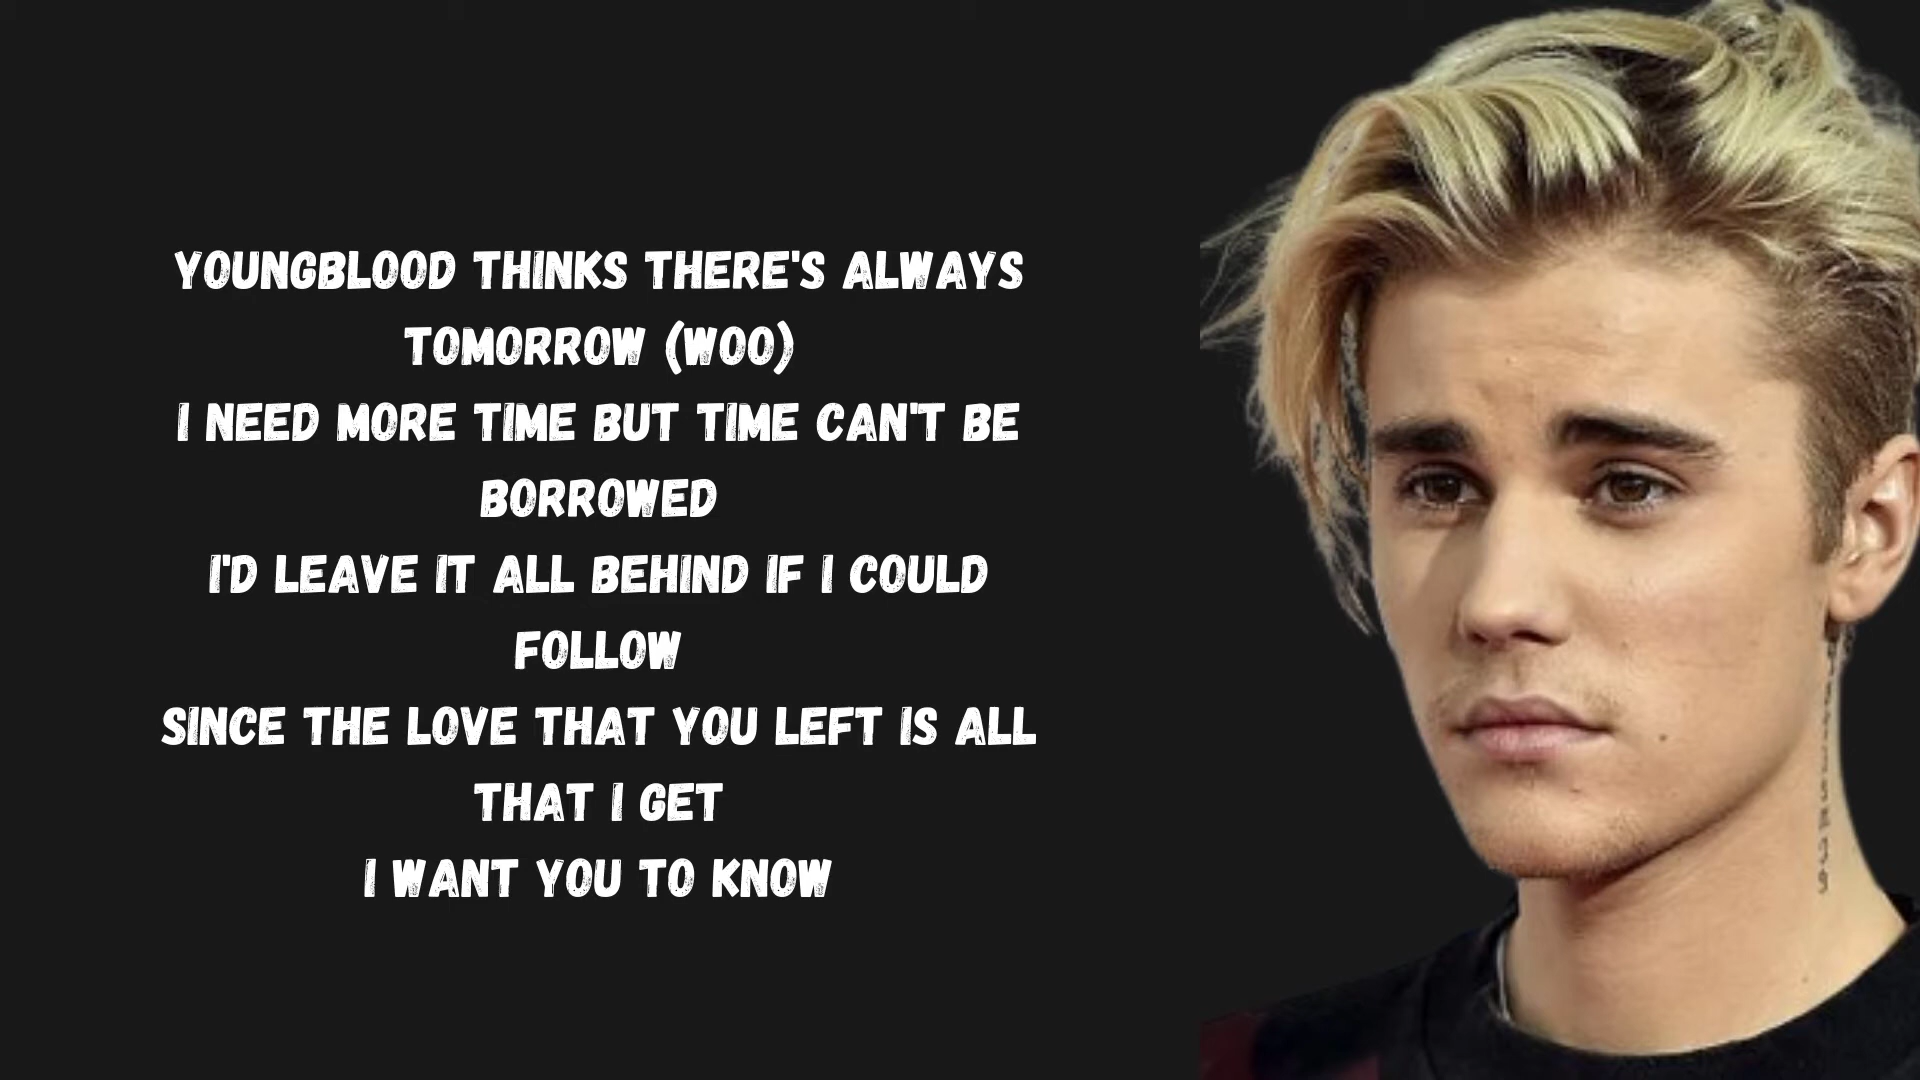 YOUNGBLOOD THINKS THERE'S ALWAYS
TOMORROW (WOO)
I NEED MORE TIME BUT TIME CAN'T BE
BORROWED
I'D LEAVE IT ALL BEHIND IF I COULD
FOLLOW
SINCE THE LOVE THAT YOU LEFT IS ALL
THAT I GET
I WANT YOU TO KNOW